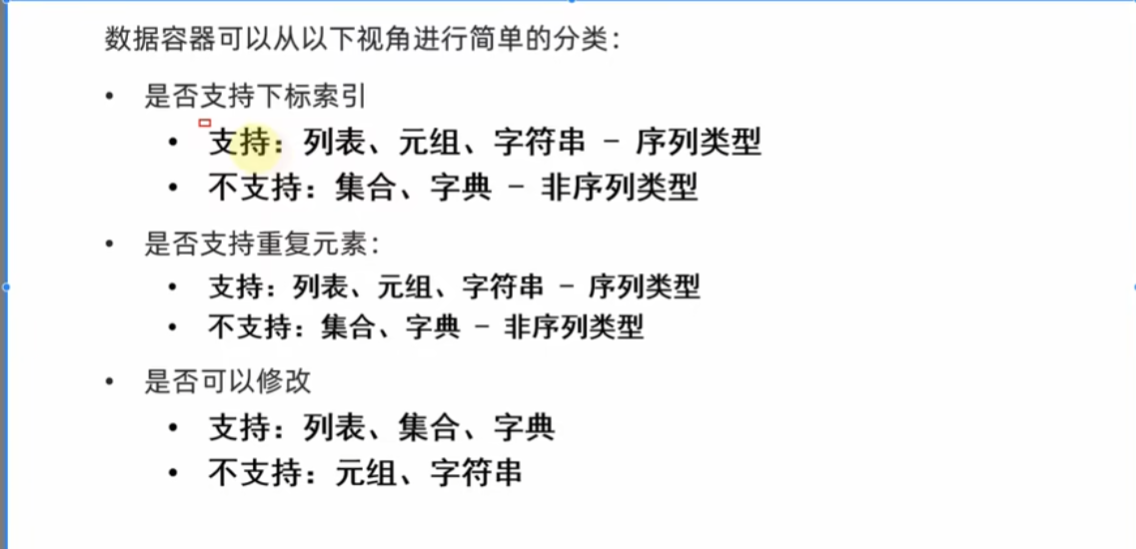 数据容器可以从以下视角进行简单的分类：
• 是否支持下标索引
• 支持：列表、元组、字符串 – 序列类型
• 不支持：集合、字典 – 非序列类型
• 是否支持重复元素：
• 支持：列表、元组、字符串 – 序列类型
• 不支持：集合、字典 – 非序列类型
• 是否可以修改
• 支持：列表、集合、字典
• 不支持：元组、字符串